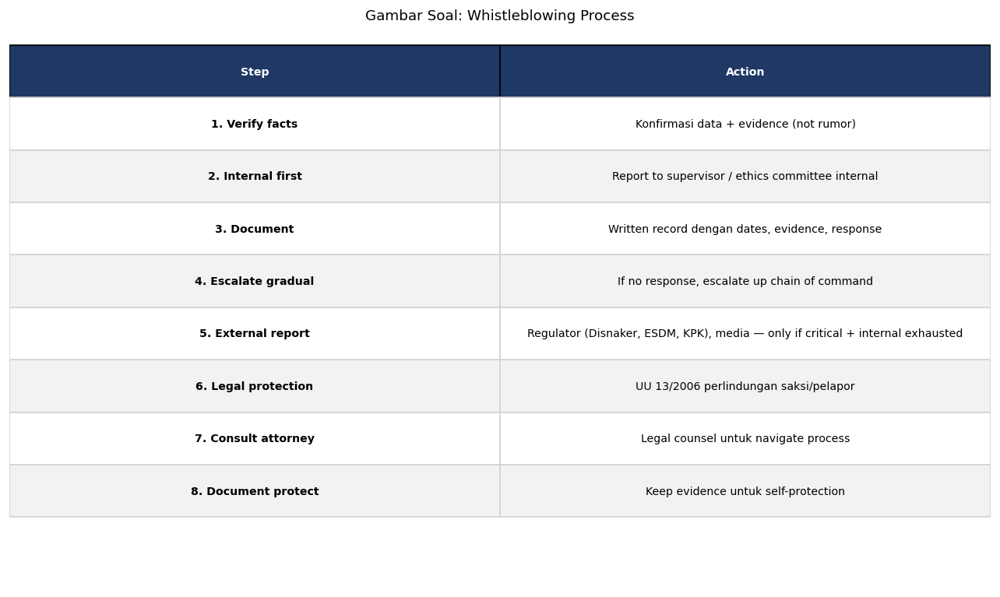 Gambar Soal: Whistleblowing Process
Step Action
1. Verify facts Konfirmasi data + evidence (not rumor)
2. Internal first Report to supervisor / ethics committee internal
3. Document Written record dengan dates, evidence, response
4. Escalate gradual If no response, escalate up chain of command
5. External report Regulator (Disnaker, ESDM, KPK), media — only if critical + internal exhausted
6. Legal protection UU 13/2006 perlindungan saksi/pelapor
7. Consult attorney Legal counsel untuk navigate process
8. Document protect Keep evidence untuk self-protection